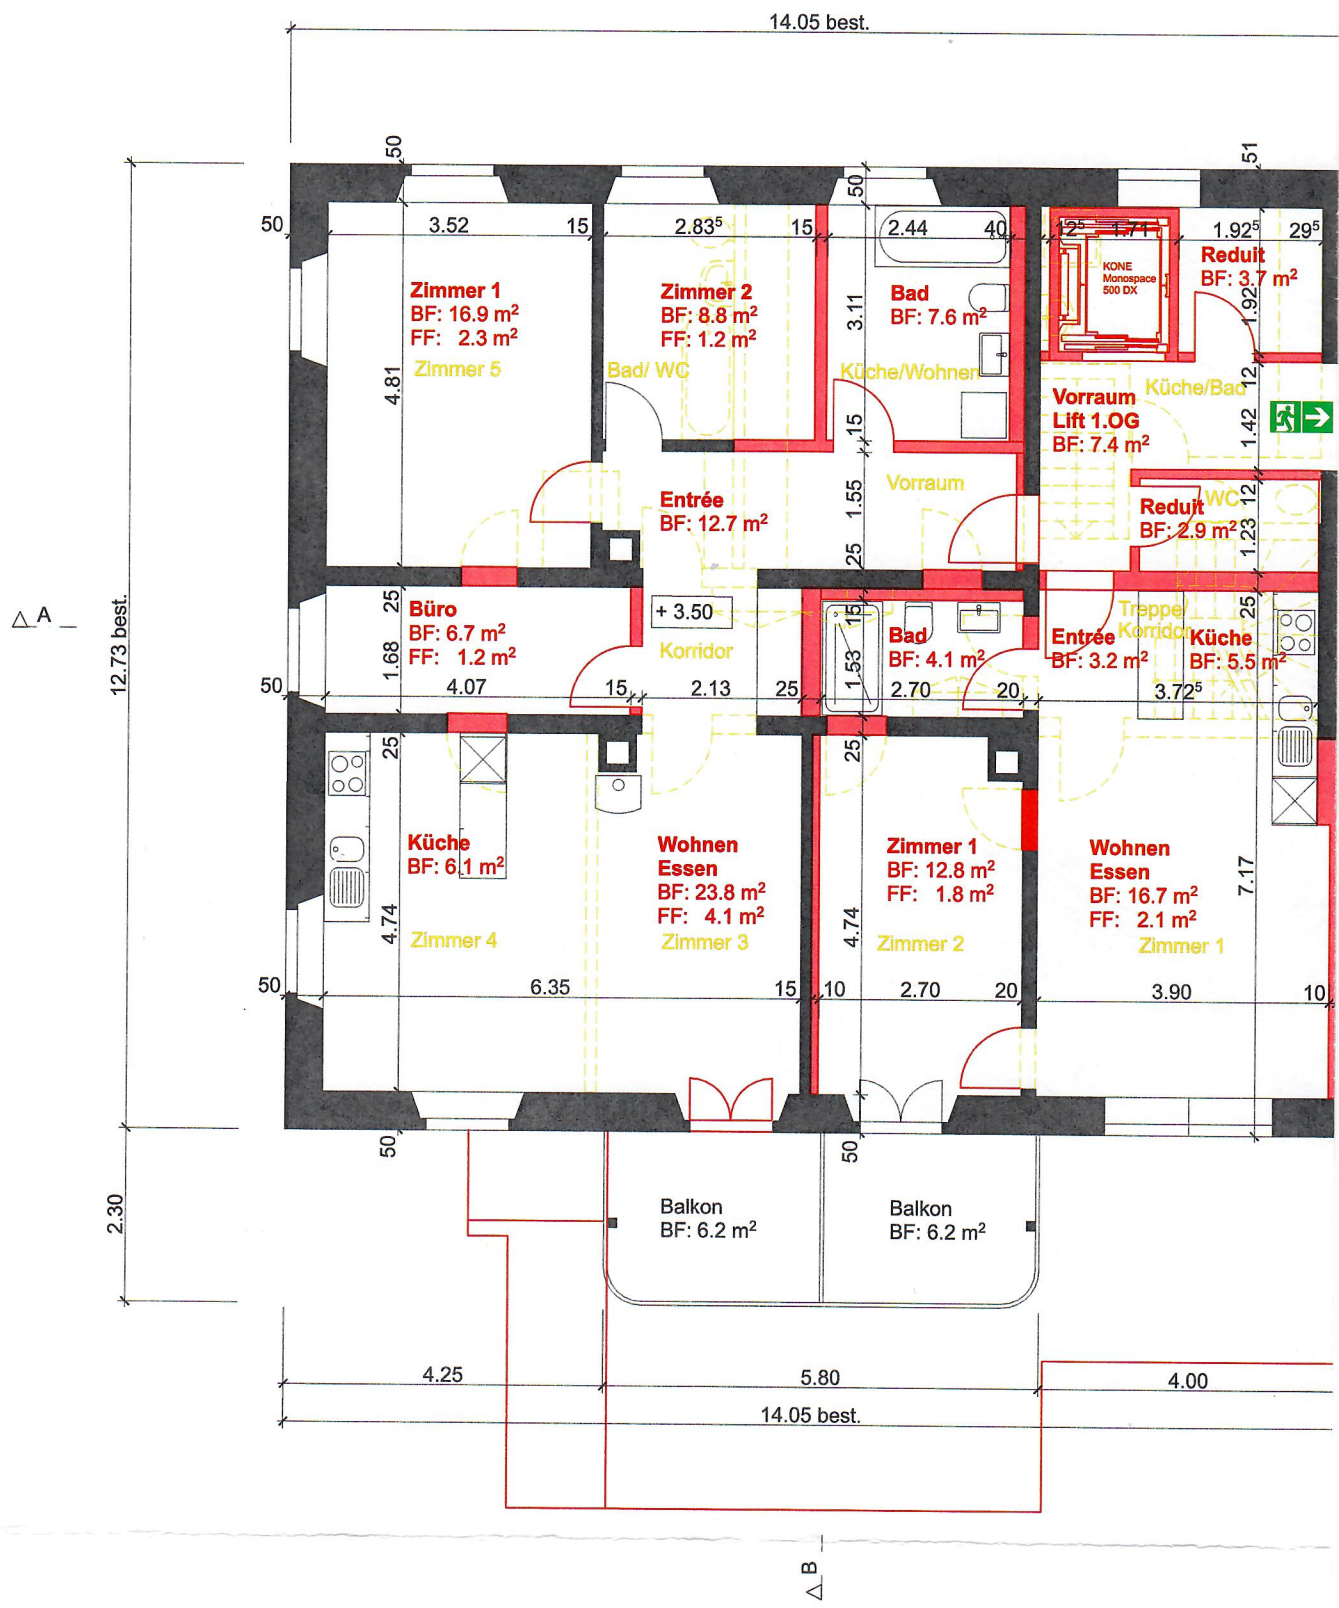 14.05 best.
50
51
50
50
3.52
15
2.83⁵
15
2.44
40
12⁵
1.71
1.92⁵
29⁵
Zimmer 1
BF: 16.9 m²
FF: 2.3 m²
Zimmer 5
4.81
Zimmer 2
BF: 8.8 m²
FF: 1.2 m²
Bad/ WC
Bad
BF: 7.6 m²
3.11
Küche/Wohnen
KONE
Monospace
500 DX
Reduit
BF: 3.7 m²
1.92
Küche/Bad
12
Vorraum
Lift 1.OG
BF: 7.4 m²
1.42
15
Entrée
BF: 12.7 m²
1.55
Vorraum
25
Reduit
BF: 2.9 m²
WC
12
1.23
△ A
12.73 best.
25
Büro
BF: 6.7 m²
FF: 1.2 m²
1.68
+ 3.50
Korridor
15
Bad
BF: 4.1 m²
1.53
Treppe/
Korridor
Entrée
BF: 3.2 m²
Küche
BF: 5.5 m²
25
50
4.07
15
2.13
25
2.70
20
3.72⁵
25
25
Küche
BF: 6.1 m²
Zimmer 4
4.74
Wohnen
Essen
BF: 23.8 m²
FF: 4.1 m²
Zimmer 3
Zimmer 1
BF: 12.8 m²
FF: 1.8 m²
Zimmer 2
4.74
Wohnen
Essen
BF: 16.7 m²
FF: 2.1 m²
Zimmer 1
7.17
50
6.35
15
10
2.70
20
3.90
10
50
50
2.30
Balkon
BF: 6.2 m²
Balkon
BF: 6.2 m²
4.25
5.80
4.00
14.05 best.
△ B